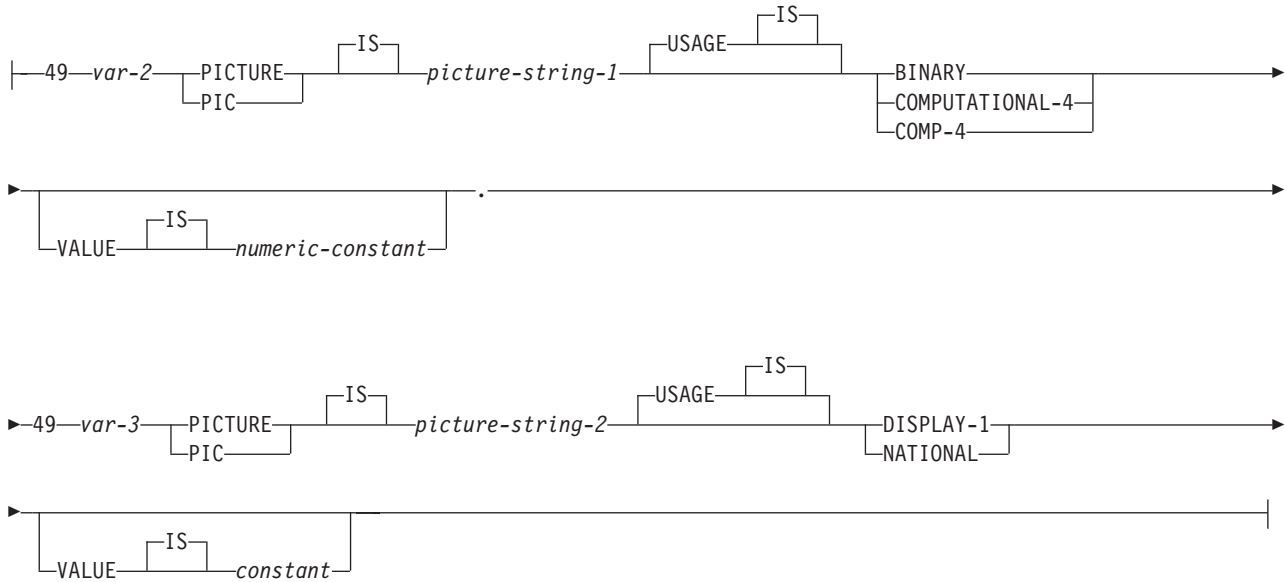 IS
IS USAGE
49 var-2 PICTURE picture-string-1 BINARY
PIC COMPUTATIONAL-4
COMP-4
.
IS
VALUE numeric-constant
IS
IS USAGE
49 var-3 PICTURE picture-string-2 DISPLAY-1
PIC NATIONAL
IS
VALUE constant